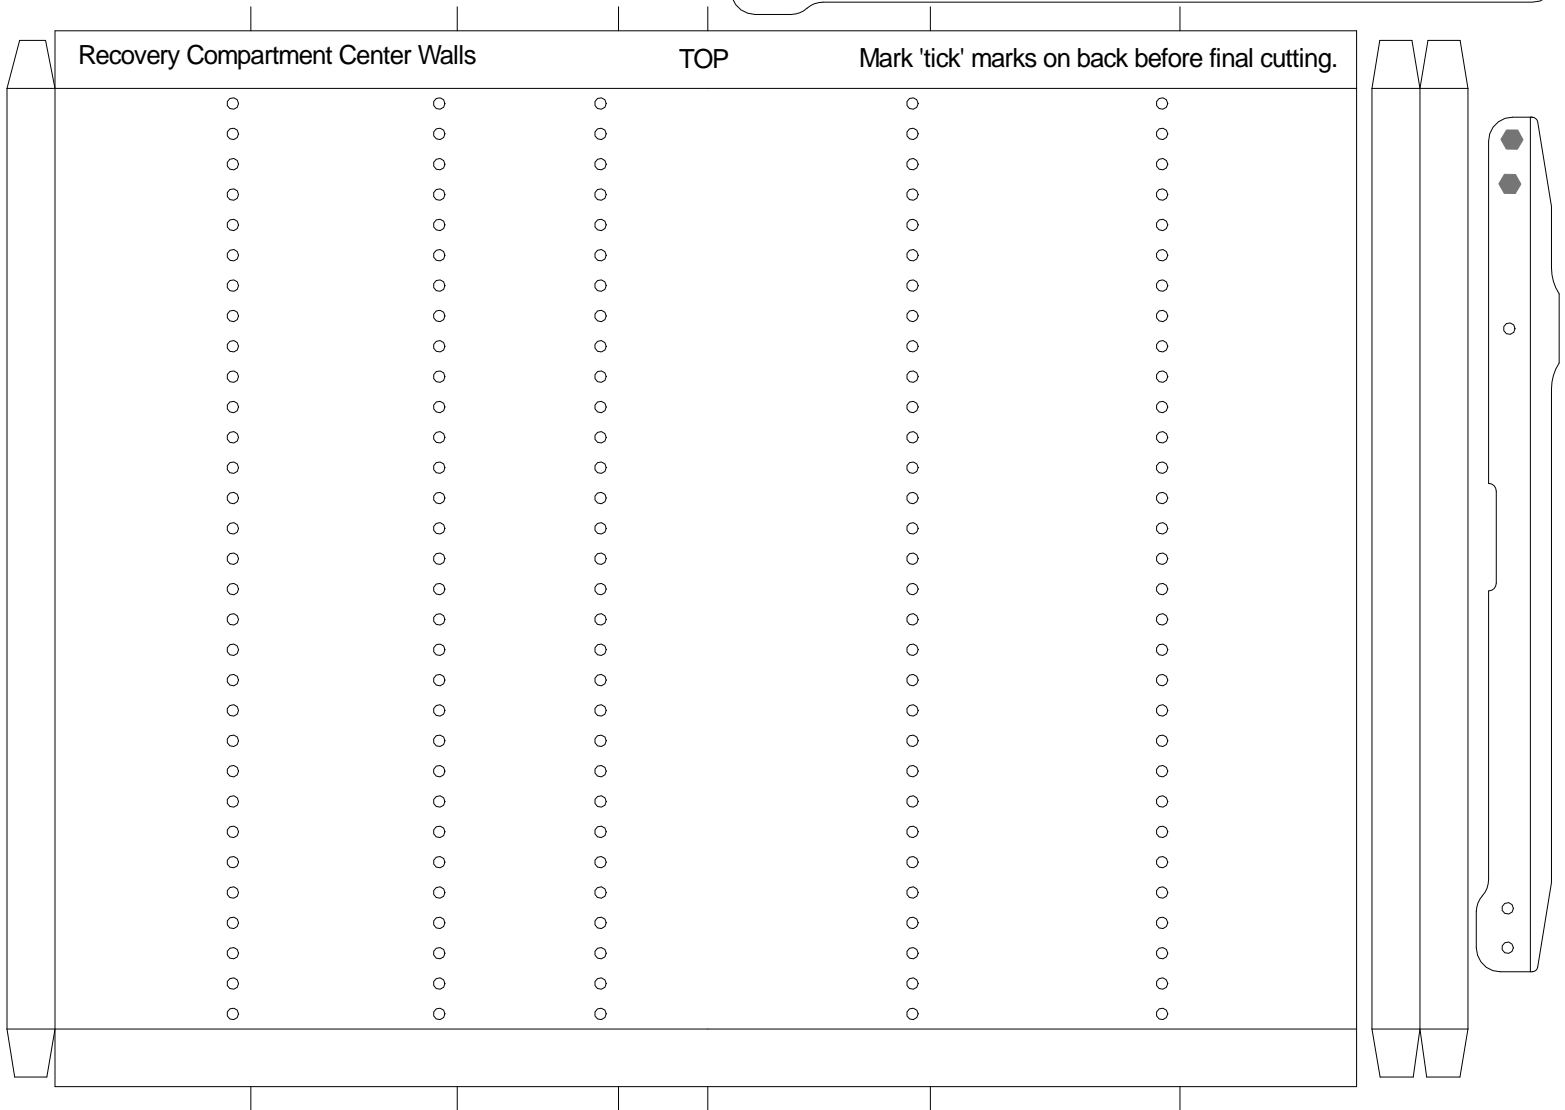 Recovery Compartment Center Walls
TOP
Mark 'tick' marks on back before final cutting.